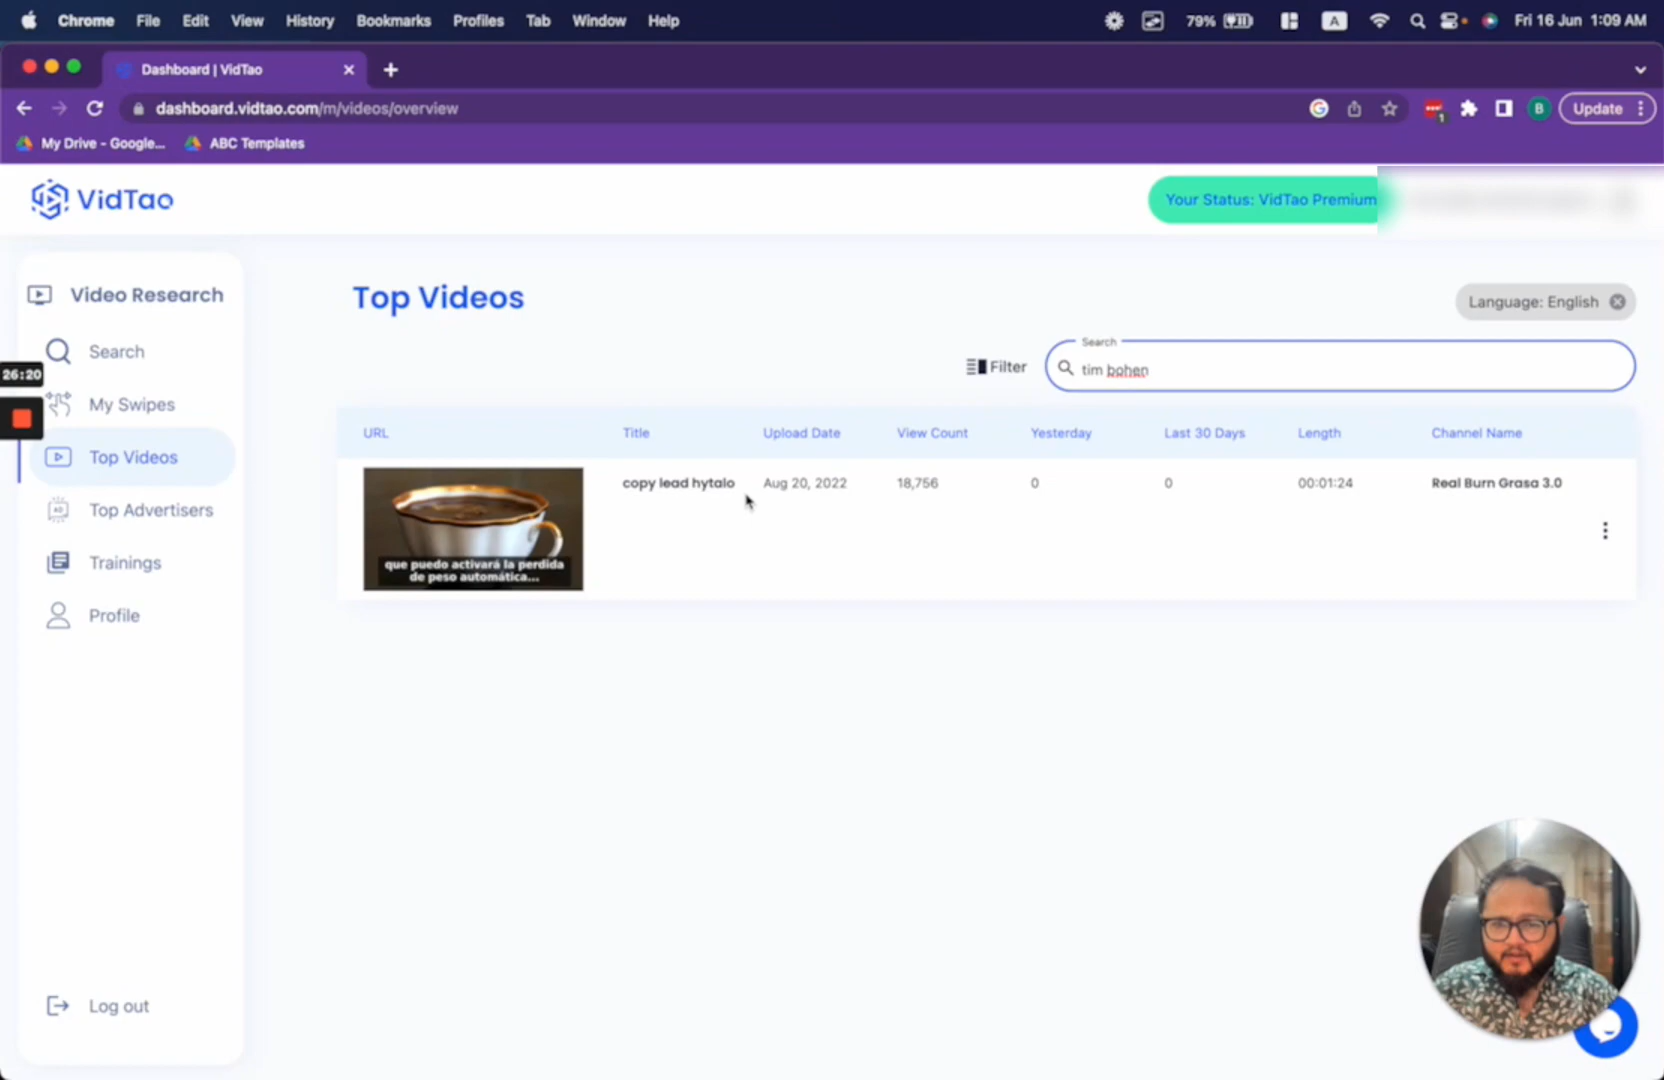 Chrome File Edit View History Bookmarks Profiles Tab Window Help 79% A Fri 16 Jun 1:09 AM
Dashboard | VidTao
dashboard.vidtao.com/m/videos/overview G 1 B Update
My Drive - Google... ABC Templates
VidTao
Your Status: VidTao Premium
Video Research
Search
26:20
My Swipes
Top Videos
Top Advertisers
Trainings
Profile
Log out
Top Videos
Language: English
Filter
Search
tim bohen
URL Title Upload Date View Count Yesterday Last 30 Days Length Channel Name
copy lead hytalo Aug 20, 2022 18,756 0 0 00:01:24 Real Burn Grasa 3.0
que puedo activará la perdida
de peso automática...